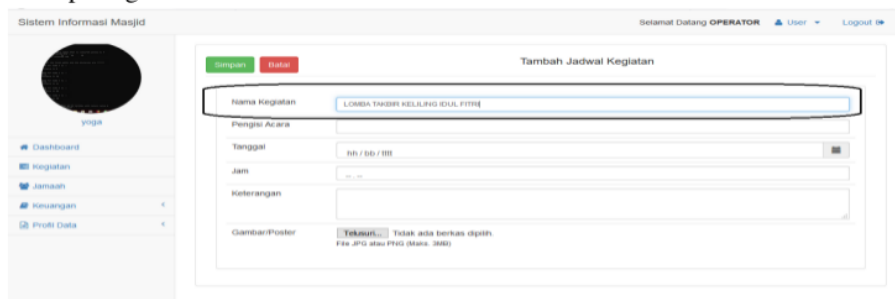 Sistem Informasi Masjid
Selamat Datang OPERATOR User Logout
yoga
Dashboard
Kegiatan
Jamaah
Keuangan
Profil Data
Simpan Batal
Tambah Jadwal Kegiatan
Nama Kegiatan LOMBA TAKBIR KELILING IDUL FITRI
Pengisi Acara
Tanggal hh / bb / tttt
Jam -- . --
Keterangan
Gambar/Poster Telusuri... Tidak ada berkas dipilih.
File JPG atau PNG (Maks. 3MB)